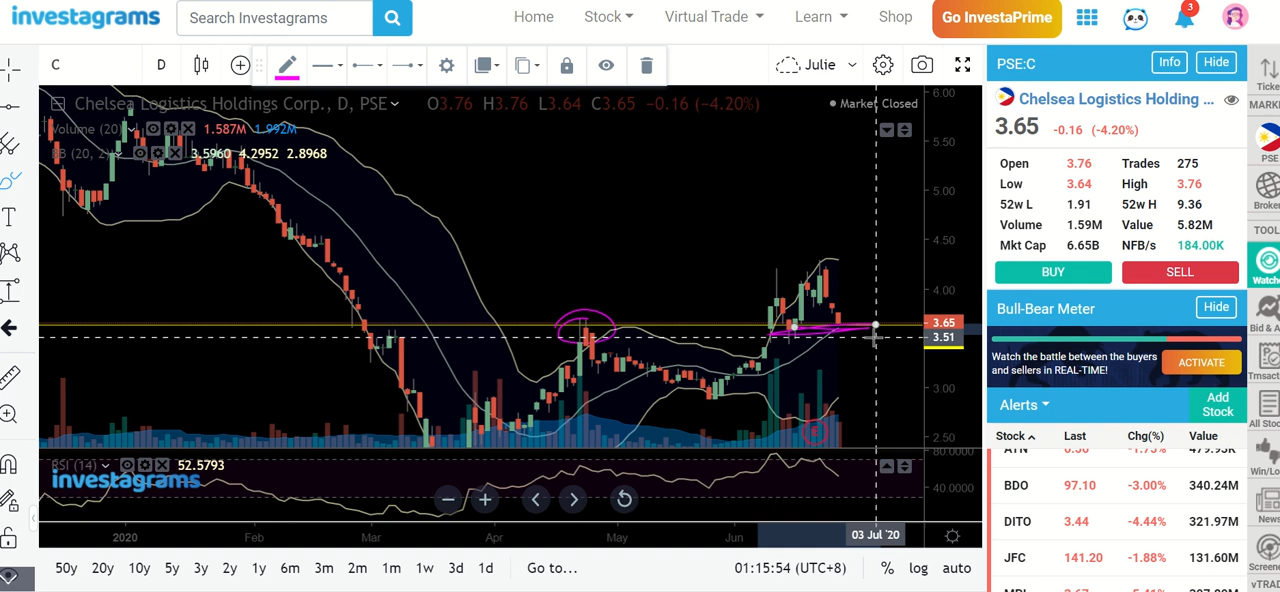 investagrams
Search Investagrams
Home
Stock
Virtual Trade
Learn
Shop
Go InvestaPrime
3
C
D
Julie
Chelsea Logistics Holdings Corp., D, PSE
O3.76 H3.76 L3.64 C3.65 -0.16 (-4.20%)
Market Closed
Volume (20)
1.587M
1.992M
BB (20, 2)
3.5960 4.2952 2.8968
6.00
5.50
5.00
4.50
4.00
3.65
3.51
3.00
2.50
E
RSI (14)
52.5793
investagrams
80.0000
40.0000
2020
Feb
Mar
Apr
May
Jun
03 Jul '20
50y 20y 10y 5y 3y 2y 1y 6m 3m 2m 1m 1w 3d 1d
Go to...
01:15:54 (UTC+8)
% log auto
PSE:C
Info
Hide
Chelsea Logistics Holding ...
3.65 -0.16 (-4.20%)
Open 3.76 Trades 275
Low 3.64 High 3.76
52w L 1.91 52w H 9.36
Volume 1.59M Value 5.82M
Mkt Cap 6.65B NFB/s 184.00K
BUY
SELL
Bull-Bear Meter
Hide
Watch the battle between the buyers
and sellers in REAL-TIME!
ACTIVATE
Alerts
Add
Stock
Stock Last Chg(%) Value
BDO 97.10 -3.00% 340.24M
DITO 3.44 -4.44% 321.97M
JFC 141.20 -1.88% 131.60M
PSE